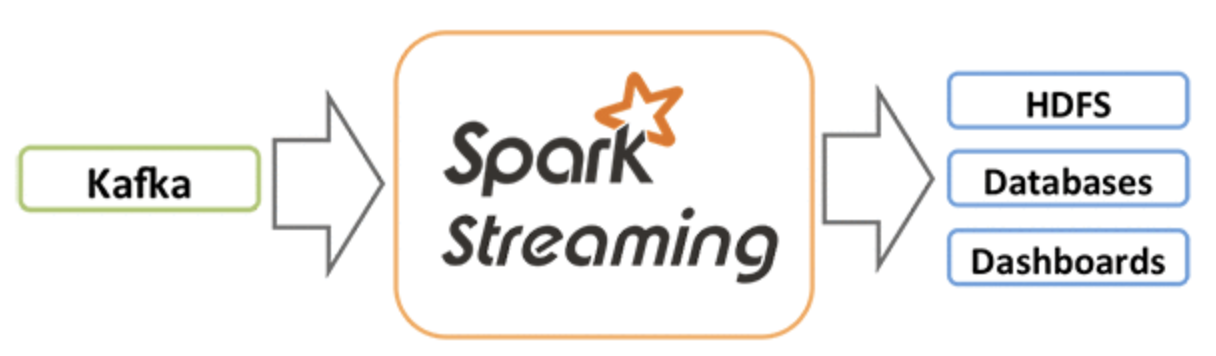 Kafka
Spark
Streaming
HDFS
Databases
Dashboards